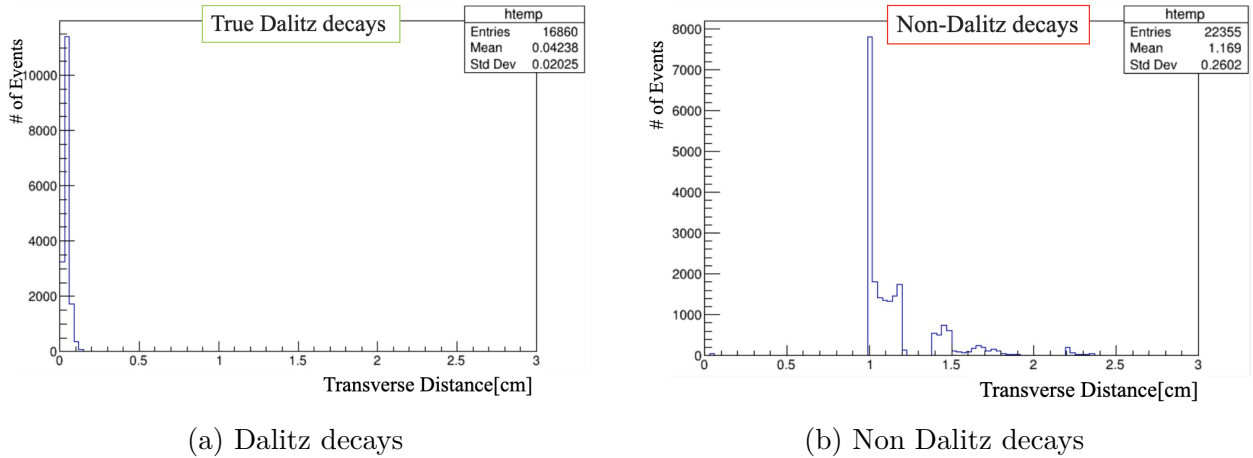 True Dalitz decays
htemp
Entries 16860
Mean 0.04238
Std Dev 0.02025
# of Events
10000
8000
6000
4000
2000
0
0 0.5 1 1.5 2 2.5 3
Transverse Distance[cm]
(a) Dalitz decays
Non-Dalitz decays
htemp
Entries 22355
Mean 1.169
Std Dev 0.2602
# of Events
8000
7000
6000
5000
4000
3000
2000
1000
0
0 0.5 1 1.5 2 2.5 3
Transverse Distance[cm]
(b) Non Dalitz decays